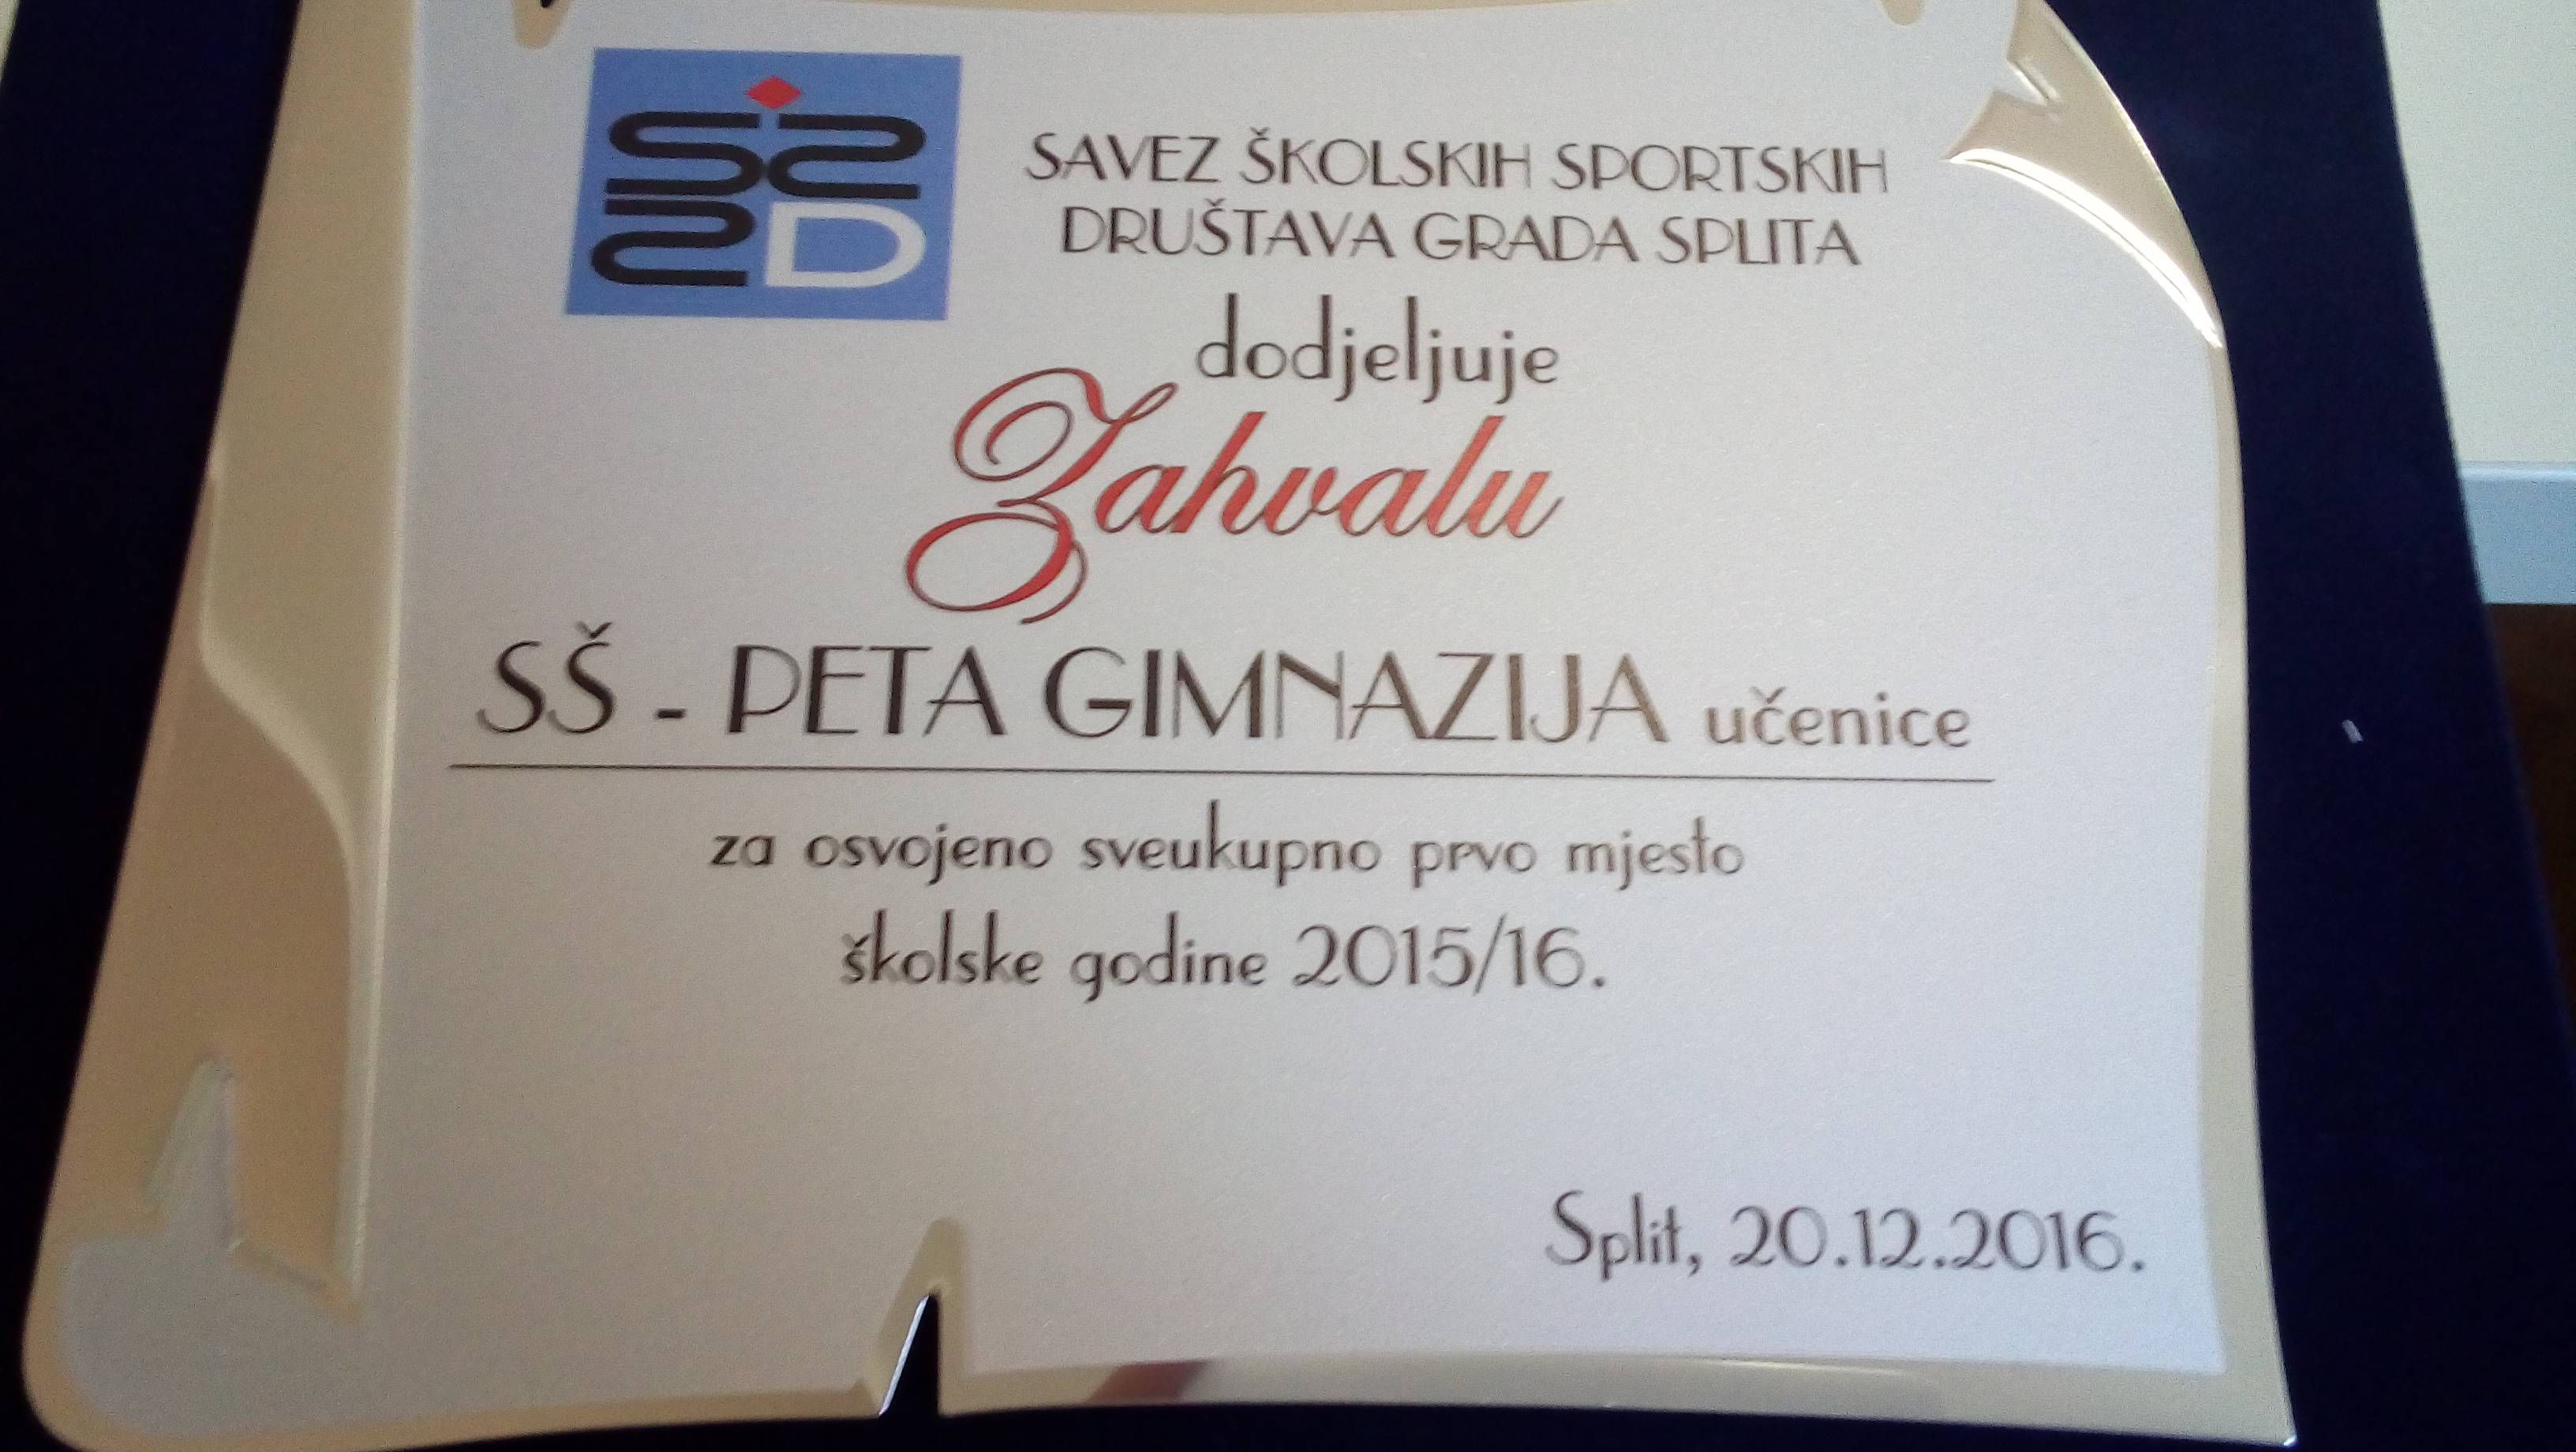 SŠSD
SAVEZ ŠKOLSKIH SPORTSKIH
DRUŠTAVA GRADA SPLITA
dodjeljuje
Zahvalu
SŠ - PETA GIMNAZIJA učenice
za osvojeno sveukupno prvo mjesto
školske godine 2015/16.
Split, 20.12.2016.